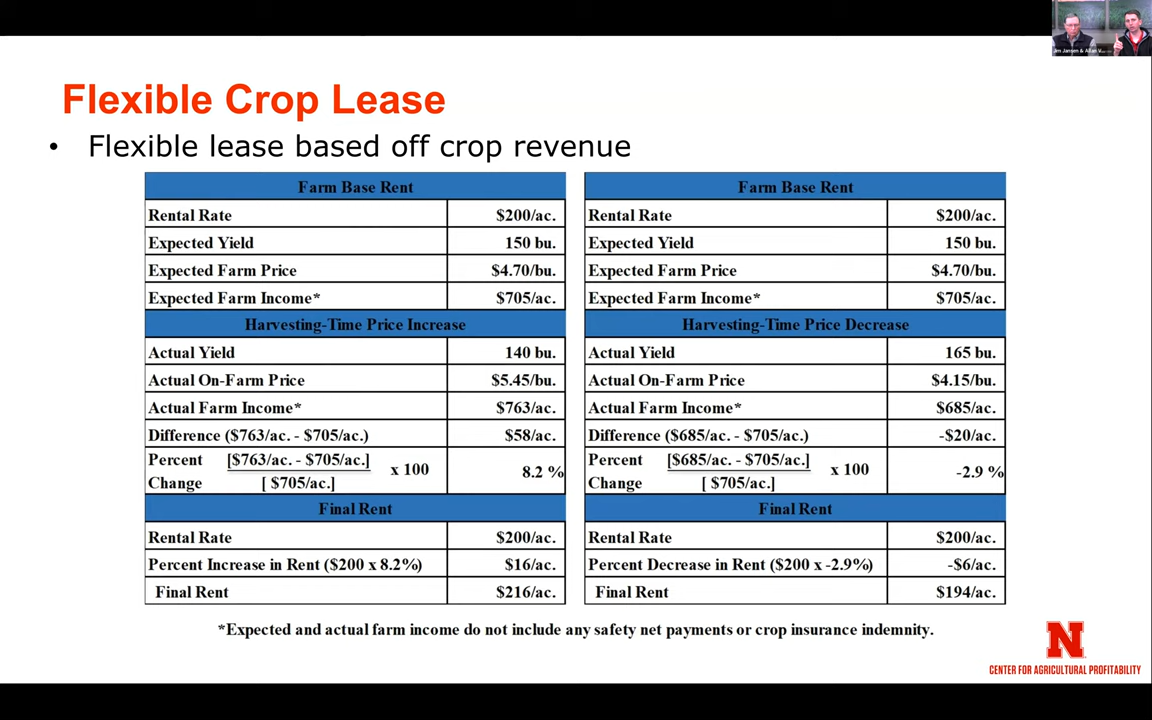 Jim Jansen & Allan V...
Flexible Crop Lease
• Flexible lease based off crop revenue
Farm Base Rent
Rental Rate $200/ac.
Expected Yield 150 bu.
Expected Farm Price $4.70/bu.
Expected Farm Income* $705/ac.
Harvesting-Time Price Increase
Actual Yield 140 bu.
Actual On-Farm Price $5.45/bu.
Actual Farm Income* $763/ac.
Difference ($763/ac. - $705/ac.) $58/ac.
Percent [$763/ac. - $705/ac.] x 100 8.2 %
Change [ $705/ac.]
Final Rent
Rental Rate $200/ac.
Percent Increase in Rent ($200 x 8.2%) $16/ac.
Final Rent $216/ac.
Farm Base Rent
Rental Rate $200/ac.
Expected Yield 150 bu.
Expected Farm Price $4.70/bu.
Expected Farm Income* $705/ac.
Harvesting-Time Price Decrease
Actual Yield 165 bu.
Actual On-Farm Price $4.15/bu.
Actual Farm Income* $685/ac.
Difference ($685/ac. - $705/ac.) -$20/ac.
Percent [$685/ac. - $705/ac.] x 100 -2.9 %
Change [ $705/ac.]
Final Rent
Rental Rate $200/ac.
Percent Decrease in Rent ($200 x -2.9%) -$6/ac.
Final Rent $194/ac.
*Expected and actual farm income do not include any safety net payments or crop insurance indemnity.
N
CENTER FOR AGRICULTURAL PROFITABILITY